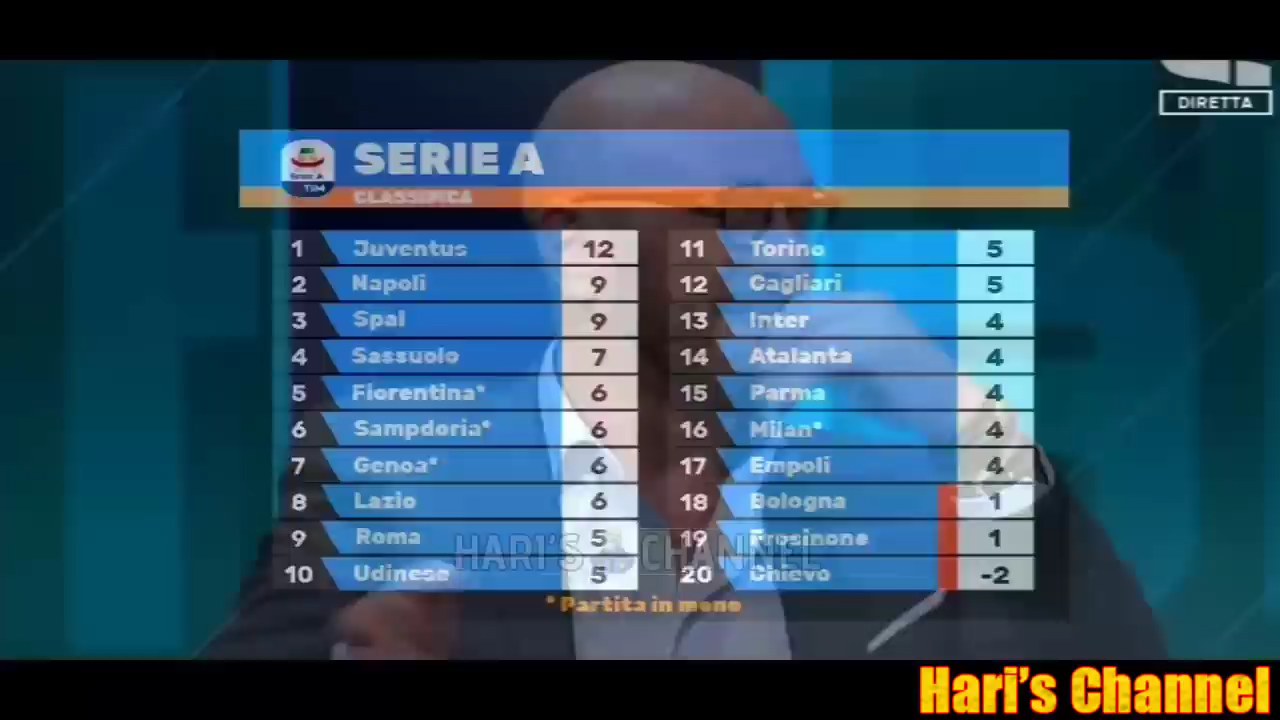 DIRETTA
SERIE A
Serie A
TIM
CLASSIFICA
1 Juventus 12
2 Napoli 9
3 Spal 9
4 Sassuolo 7
5 Fiorentina* 6
6 Sampdoria* 6
7 Genoa* 6
8 Lazio 6
9 Roma 5
10 Udinese 5
11 Torino 5
12 Cagliari 5
13 Inter 4
14 Atalanta 4
15 Parma 4
16 Milan* 4
17 Empoli 4
18 Bologna 1
19 Frosinone 1
20 Chievo -2
HARI'S CHANNEL
* Partita in meno
Hari's Channel